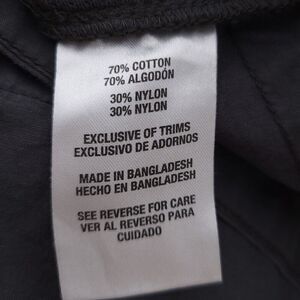 70% COTTON
70% ALGODÓN
30% NYLON
30% NYLON
EXCLUSIVE OF TRIMS
EXCLUSIVO DE ADORNOS
MADE IN BANGLADESH
HECHO EN BANGLADESH
SEE REVERSE FOR CARE
VER AL REVERSO PARA
CUIDADO